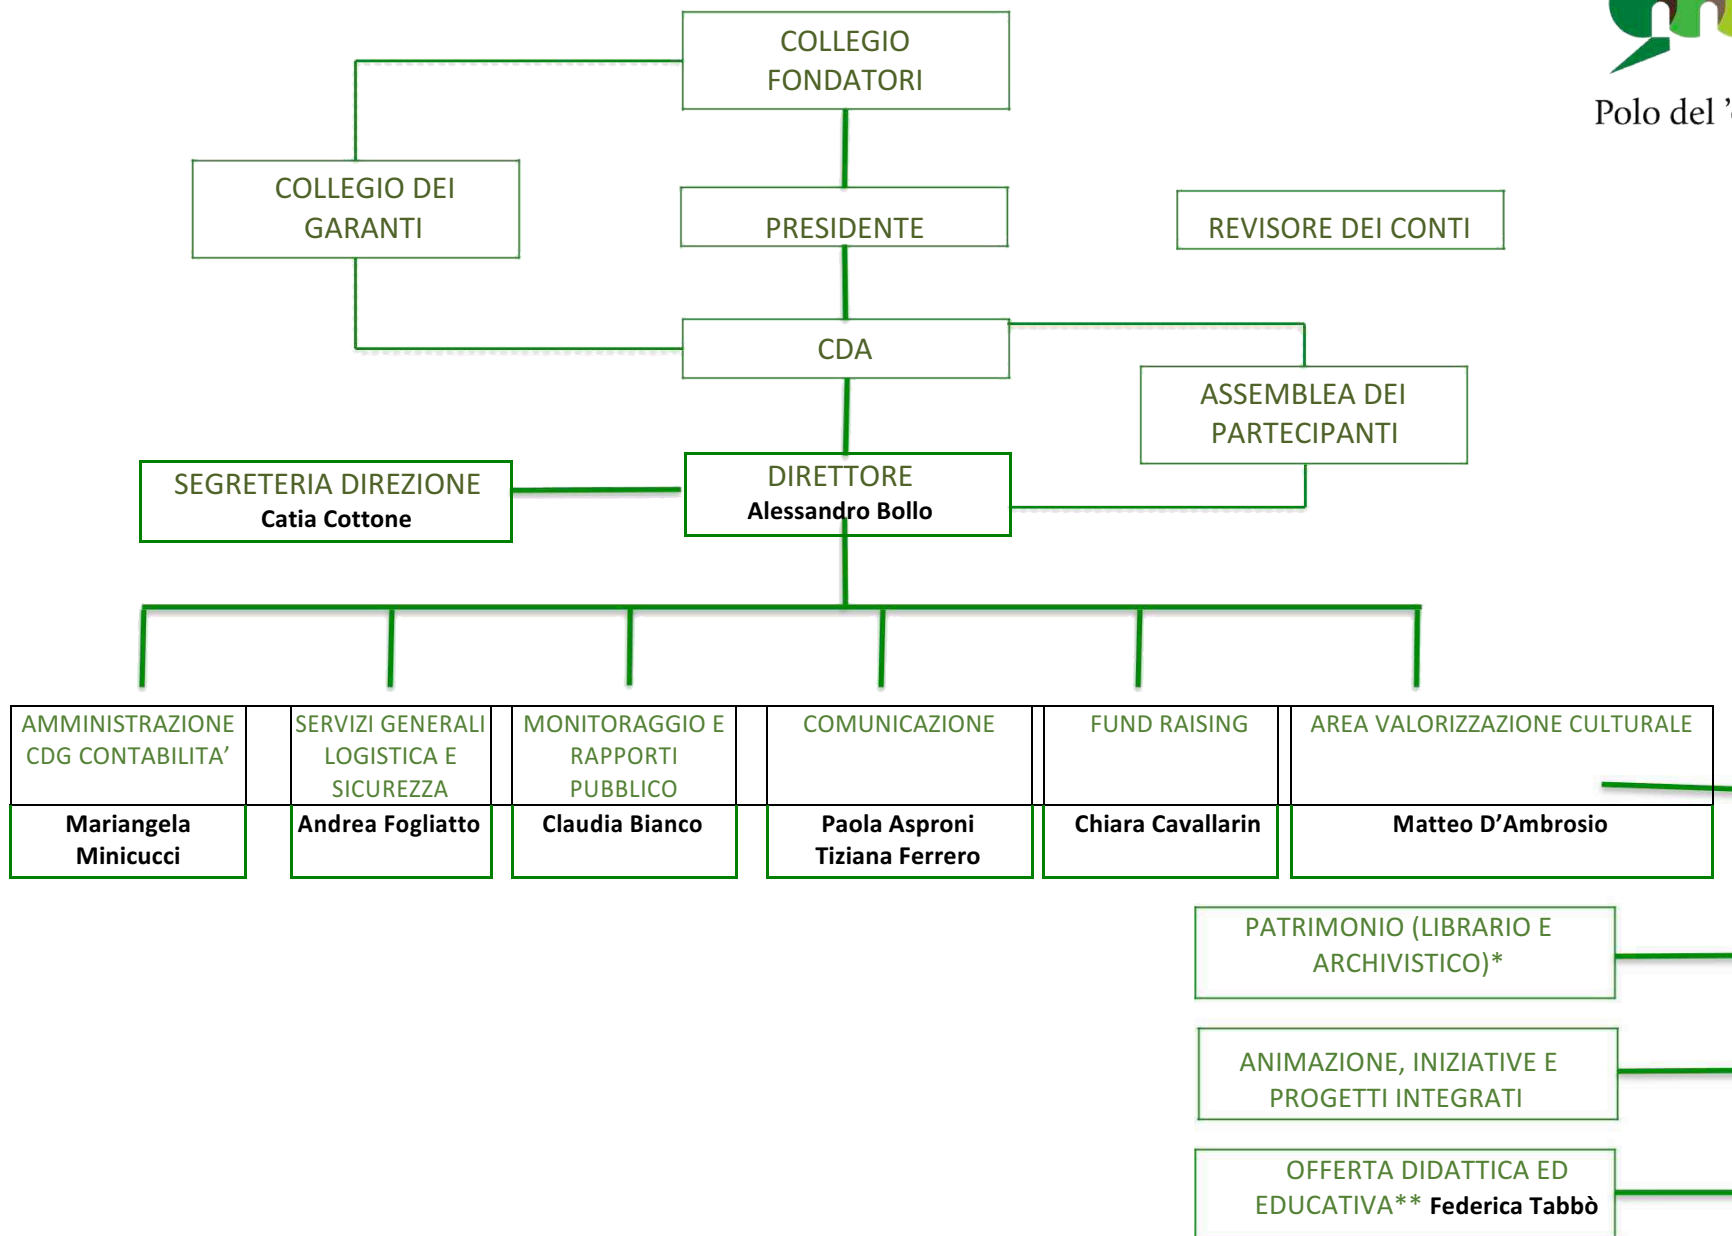 COLLEGIO
FONDATORI
Polo del ’
COLLEGIO DEI
GARANTI
PRESIDENTE
REVISORE DEI CONTI
CDA
ASSEMBLEA DEI
PARTECIPANTI
SEGRETERIA DIREZIONE
Catia Cottone
DIRETTORE
Alessandro Bollo
AMMINISTRAZIONE
CDG CONTABILITA’
Mariangela
Minicucci
SERVIZI GENERALI
LOGISTICA E
SICUREZZA
Andrea Fogliatto
MONITORAGGIO E
RAPPORTI
PUBBLICO
Claudia Bianco
COMUNICAZIONE
Paola Asproni
Tiziana Ferrero
FUND RAISING
Chiara Cavallarin
AREA VALORIZZAZIONE CULTURALE
Matteo D’Ambrosio
PATRIMONIO (LIBRARIO E
ARCHIVISTICO)*
ANIMAZIONE, INIZIATIVE E
PROGETTI INTEGRATI
OFFERTA DIDATTICA ED
EDUCATIVA** Federica Tabbò